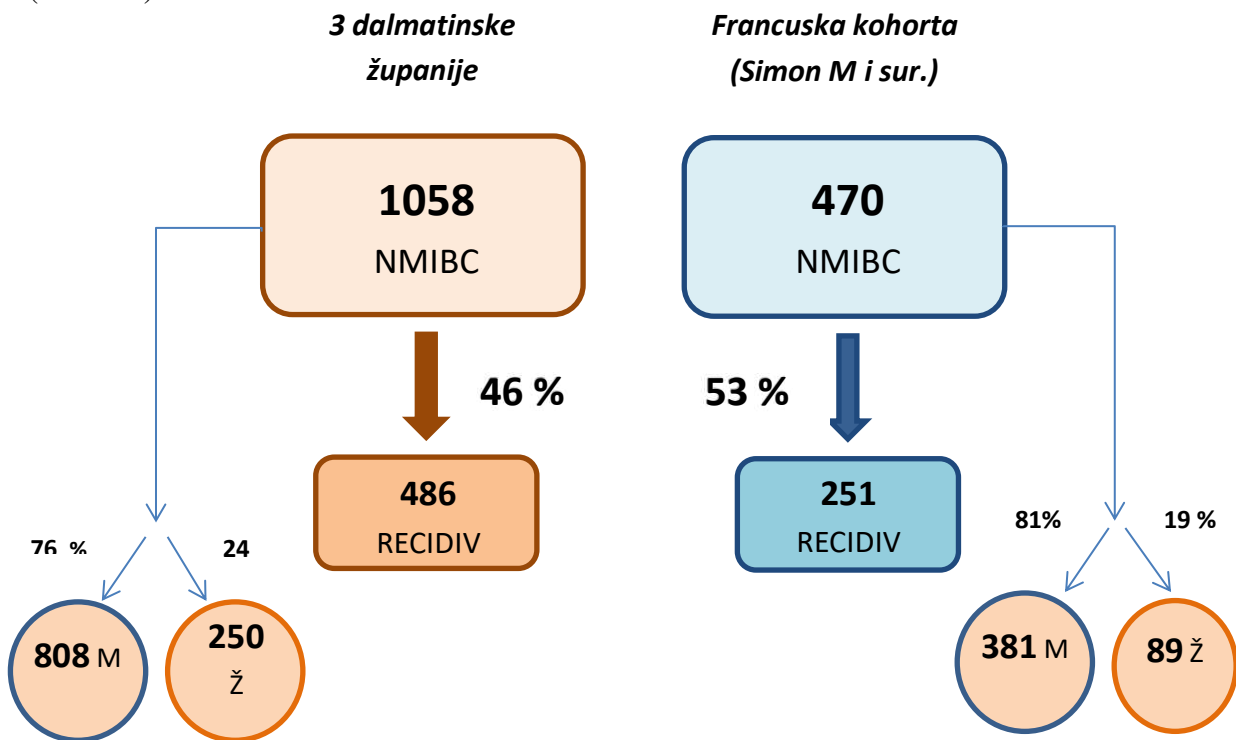 3 dalmatinske
županije
Francuska kohorta
(Simon M i sur.)
1058
NMIBC
470
NMIBC
46 %
53 %
486
RECIDIV
251
RECIDIV
76 %
24
808 M
250
Ž
81%
19 %
381 M
89 Ž